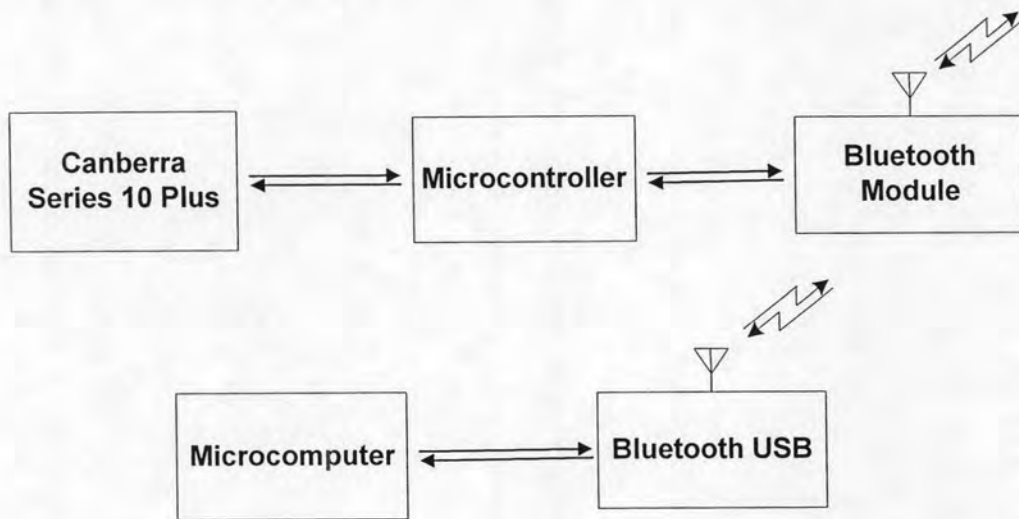 Canberra
Series 10 Plus
Microcontroller
Bluetooth
Module
Microcomputer
Bluetooth USB